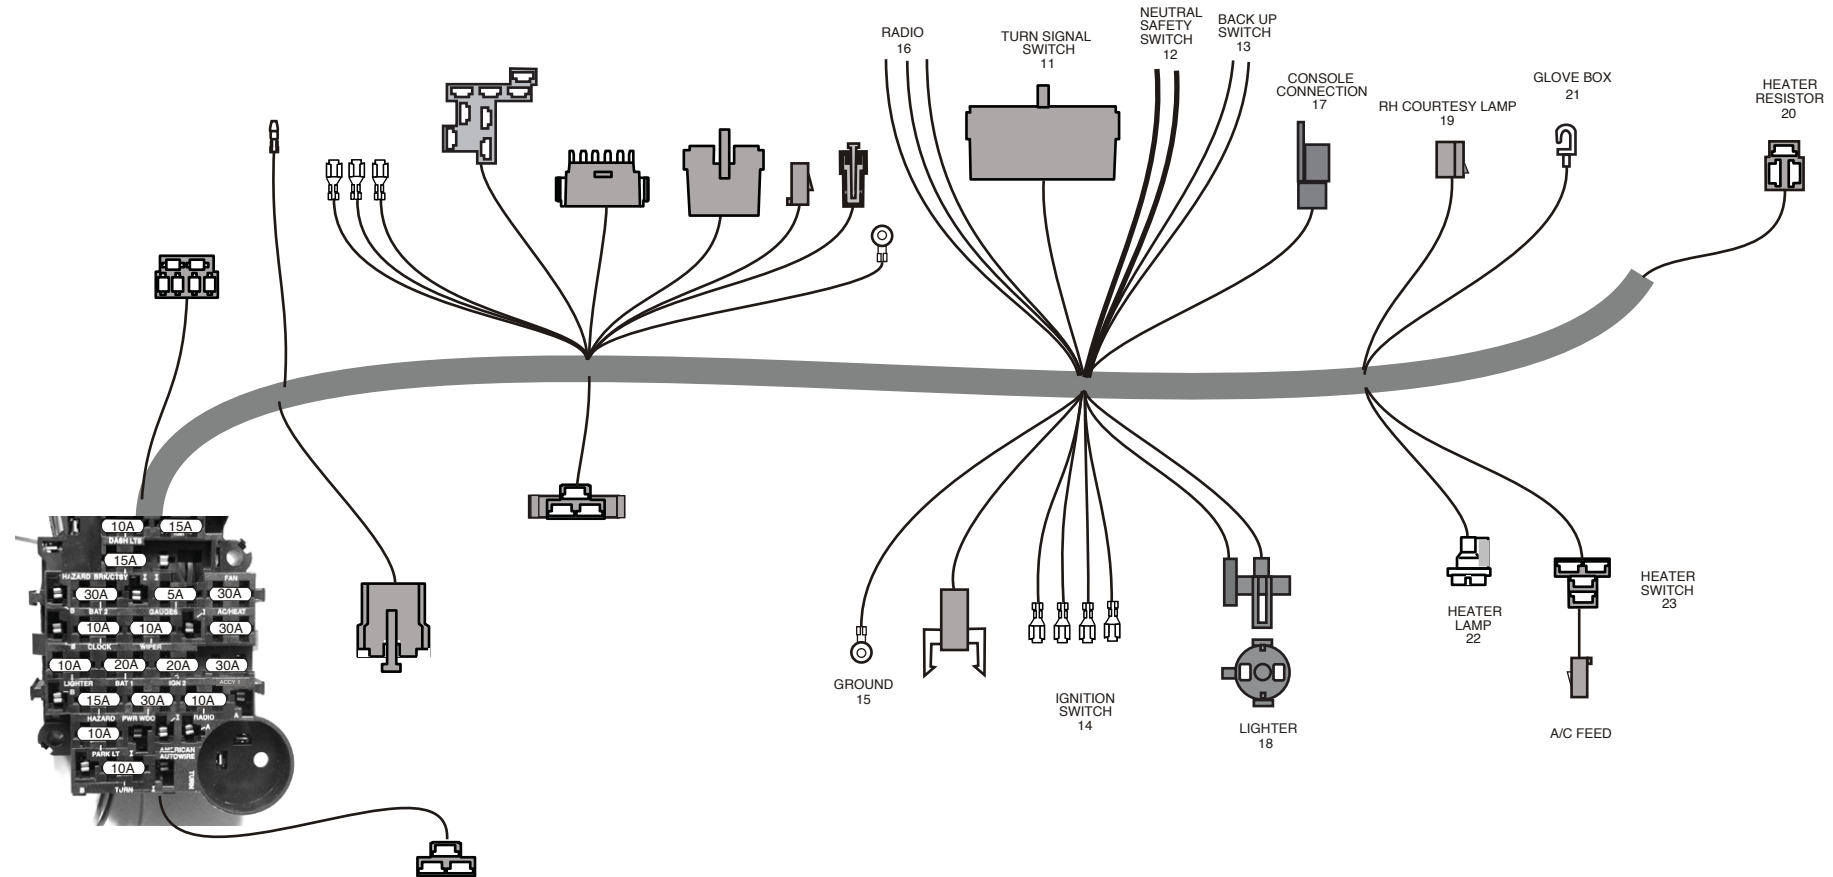 RADIO
16
TURN SIGNAL
SWITCH
11
NEUTRAL
SAFETY
SWITCH
12
BACK UP
SWITCH
13
CONSOLE
CONNECTION
17
RH COURTESY LAMP
19
GLOVE BOX
21
HEATER
RESISTOR
20
10A 15A
DASH LTS
15A
HAZARD BRK/CTSY I I FAN
30A 5A 30A
B BAT 2 GAUGES I AC/HEAT
10A 10A 30A
B CLOCK WIPER
10A 20A 20A 30A
LIGHTER BAT 1 IGN 2 ACCY 1
B
15A 30A 10A
HAZARD PWR WDO I RADIO A
10A A
PARK LT I AMERICAN
AUTOWIRE
10A
TURN
B TURN I
GROUND
15
IGNITION
SWITCH
14
LIGHTER
18
HEATER
LAMP
22
HEATER
SWITCH
23
A/C FEED